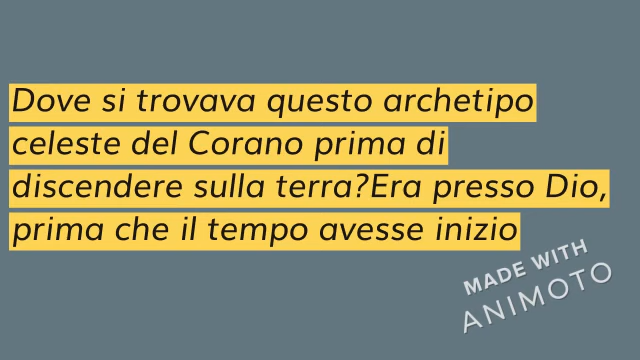 Dove si trovava questo archetipo
celeste del Corano prima di
discendere sulla terra?Era presso Dio,
prima che il tempo avesse inizio
MADE WITH
ANIMOTO